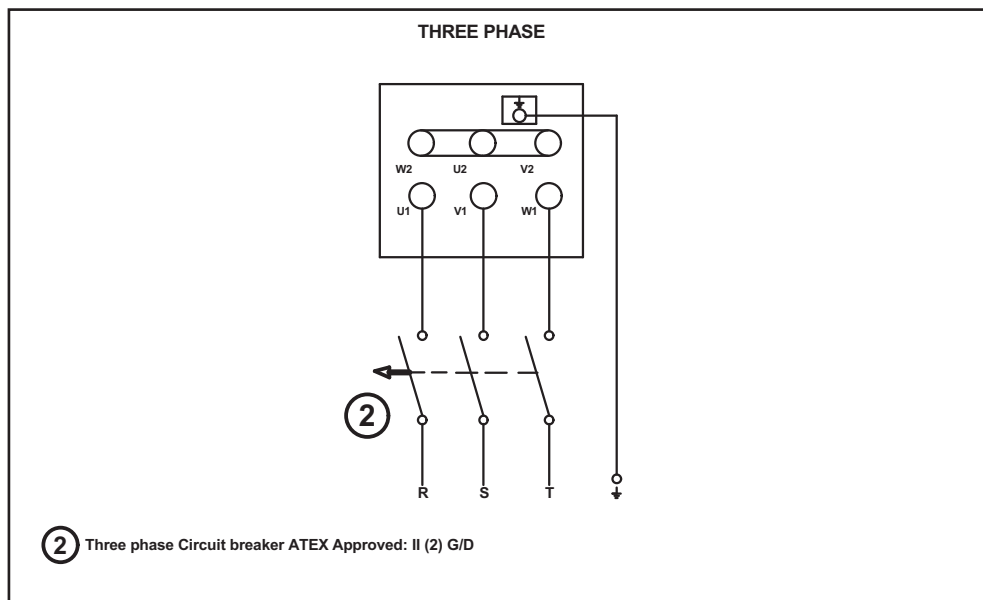 THREE PHASE
W2 U2 V2
U1 V1 W1
2
R S T
2 Three phase Circuit breaker ATEX Approved: II (2) G/D